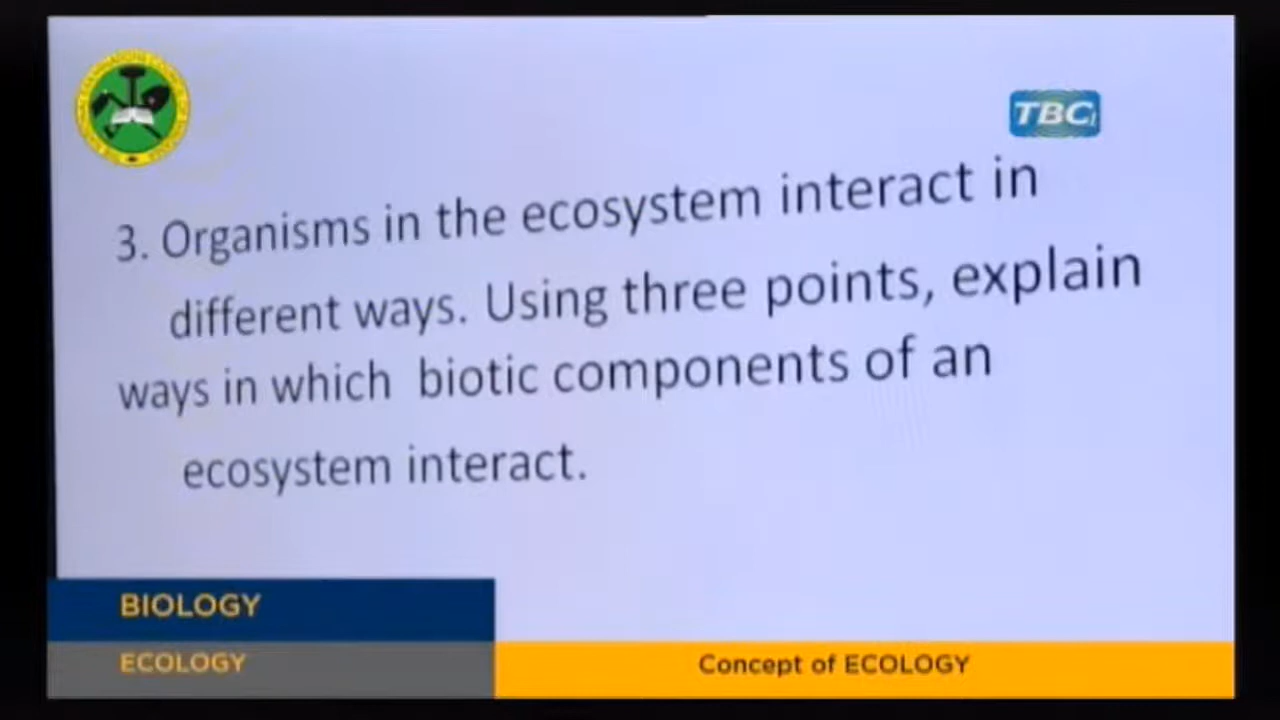 TBC1
3. Organisms in the ecosystem interact in
different ways. Using three points, explain
ways in which biotic components of an
ecosystem interact.
BIOLOGY
ECOLOGY
Concept of ECOLOGY